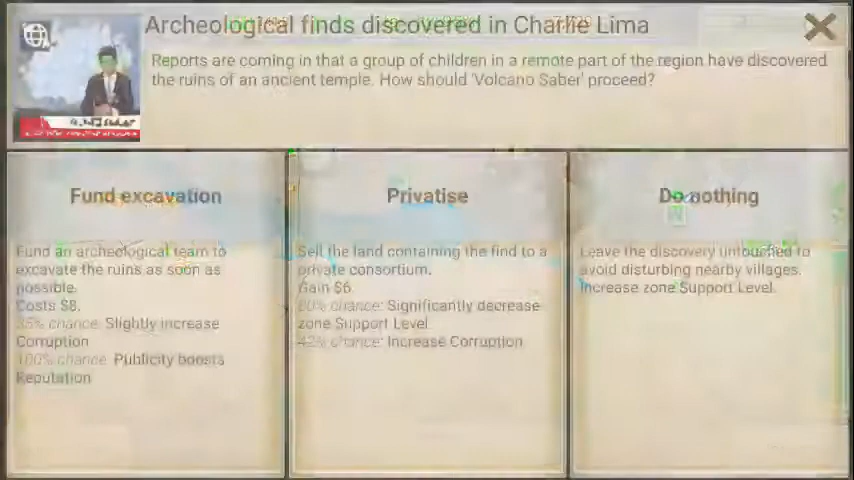 Archeological finds discovered in Charlie Lima
Reports are coming in that a group of children in a remote part of the region have discovered
the ruins of an ancient temple. How should 'Volcano Saber' proceed?
Fund excavation
Fund an archeological team to
excavate the ruins as soon as
possible.
Costs $8.
chance: Slightly increase
Corruption
100% chance: Publicity boosts
Reputation
Privatise
Sell the land containing the find to a
private consortium.
Gain $6.
chance: Significantly decrease
zone Support Level
42% chance: Increase Corruption
Do nothing
Leave the discovery untouched to
avoid disturbing nearby villages.
Increase zone Support Level.